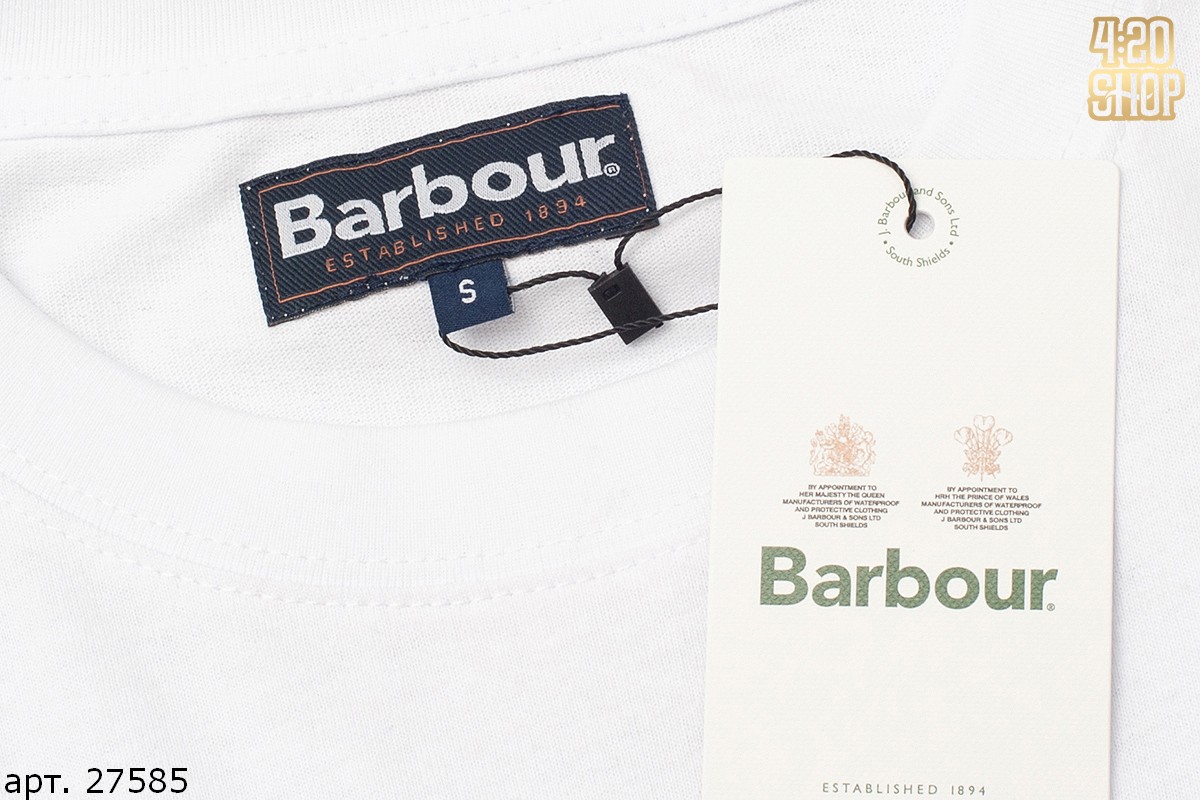 4:20
SHOP
Barbour®
ESTABLISHED 1894
S
J. Barbour and Sons Ltd
• South Shields •
BY APPOINTMENT TO
HER MAJESTY THE QUEEN
MANUFACTURERS OF WATERPROOF
AND PROTECTIVE CLOTHING
J BARBOUR & SONS LTD
SOUTH SHIELDS
BY APPOINTMENT TO
HRH THE PRINCE OF WALES
MANUFACTURERS OF WATERPROOF
AND PROTECTIVE CLOTHING
J BARBOUR & SONS LTD
SOUTH SHIELDS
Barbour®
ESTABLISHED 1894
арт. 27585